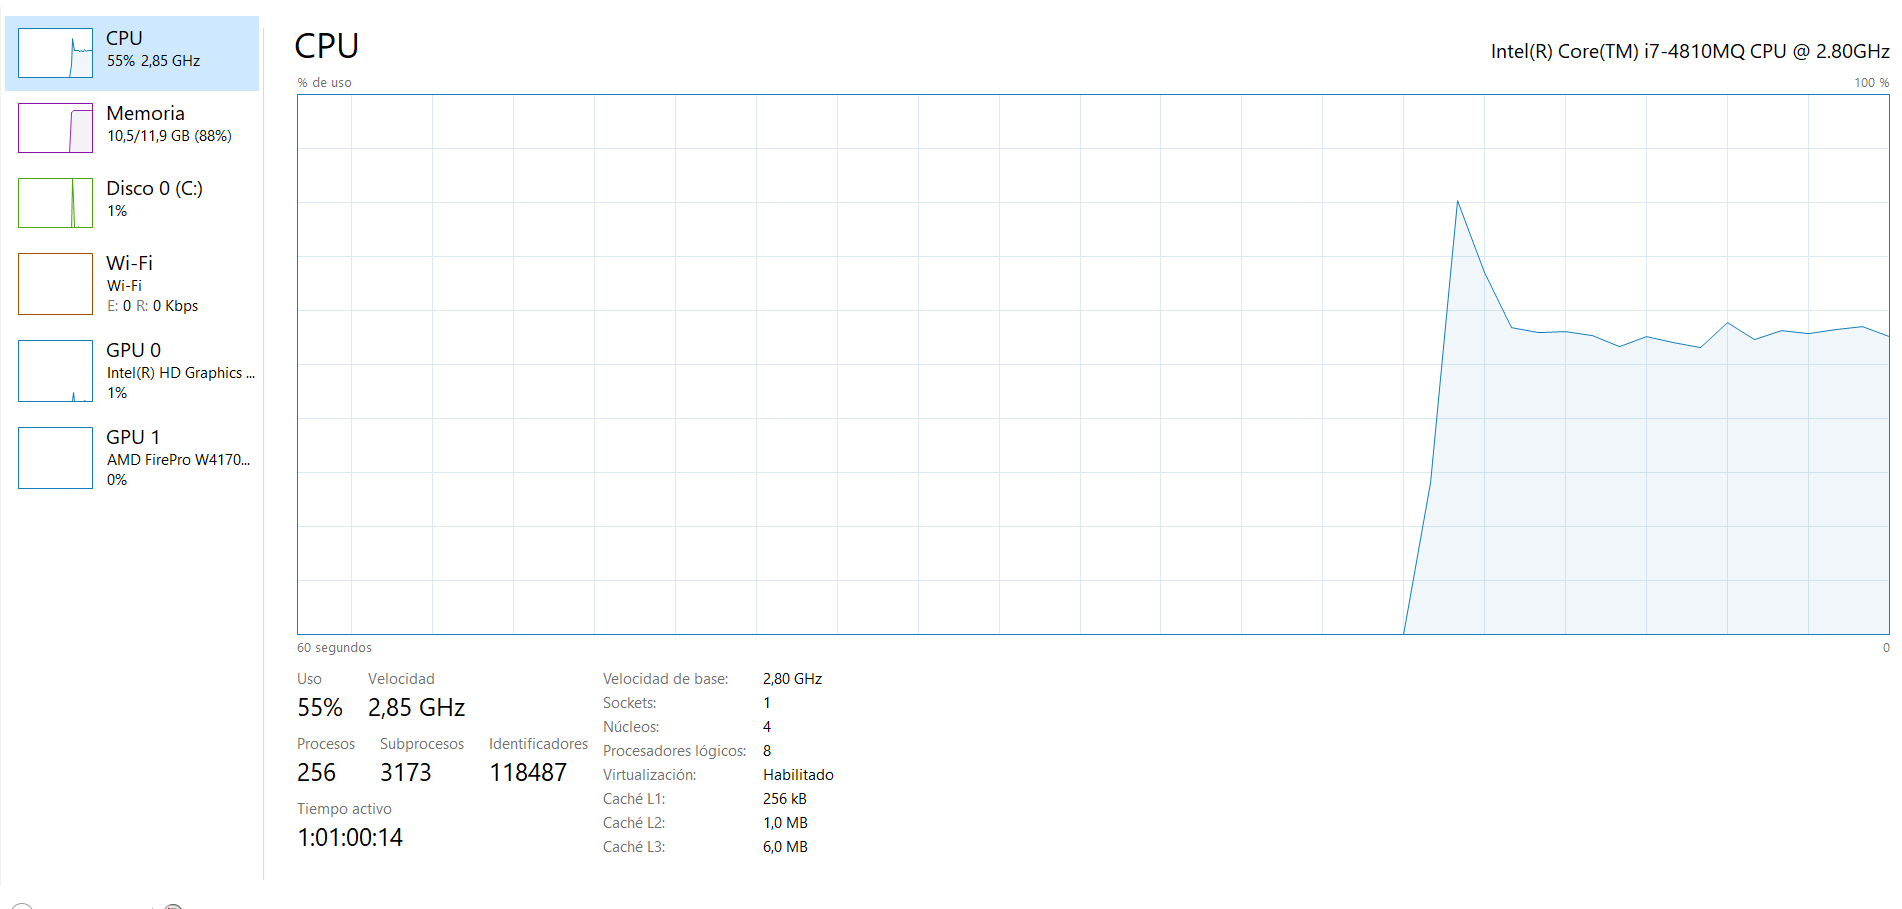 CPU
55% 2,85 GHz
Memoria
10,5/11,9 GB (88%)
Disco 0 (C:)
1%
Wi-Fi
Wi-Fi
E: 0 R: 0 Kbps
GPU 0
Intel(R) HD Graphics ...
1%
GPU 1
AMD FirePro W4170...
0%
CPU
Intel(R) Core(TM) i7-4810MQ CPU @ 2.80GHz
% de uso
100 %
60 segundos
0
Uso
Velocidad
55%
2,85 GHz
Procesos
Subprocesos
Identificadores
256
3173
118487
Tiempo activo
1:01:00:14
Velocidad de base: 2,80 GHz
Sockets: 1
Núcleos: 4
Procesadores lógicos: 8
Virtualización: Habilitado
Caché L1: 256 kB
Caché L2: 1,0 MB
Caché L3: 6,0 MB